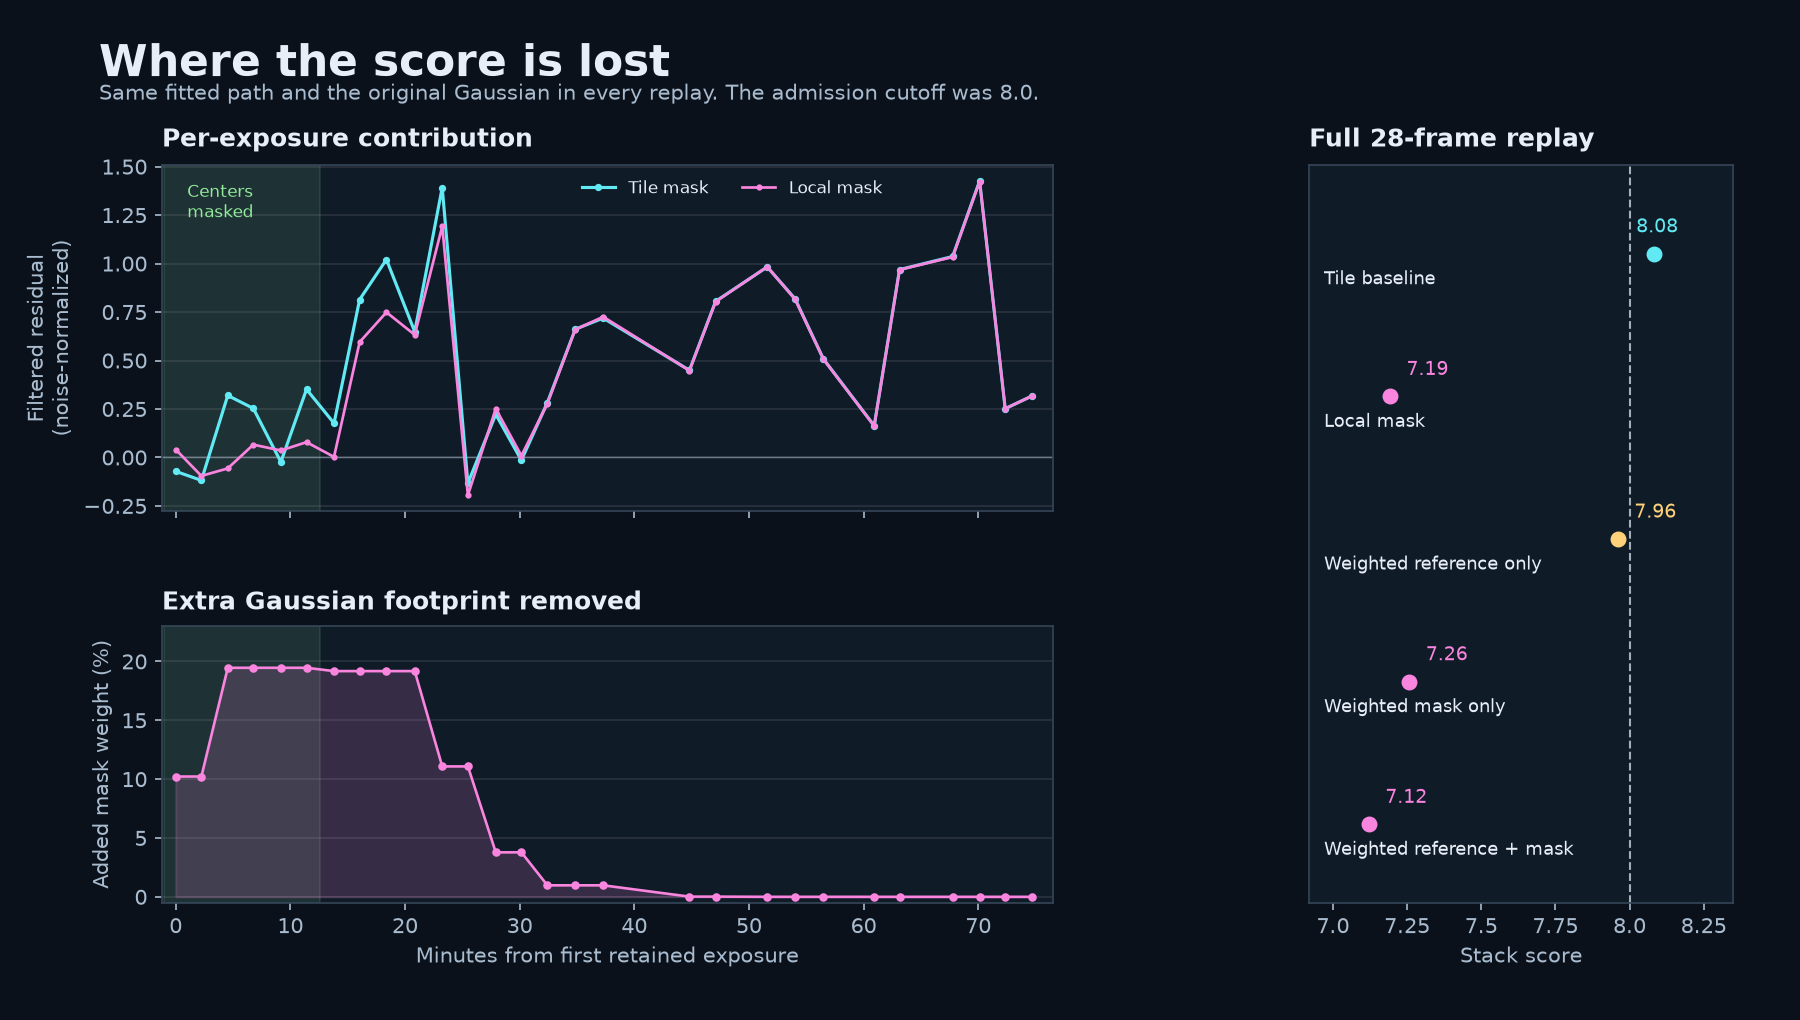 Where the score is lost
Same fitted path and the original Gaussian in every replay. The admission cutoff was 8.0.
Per-exposure contribution
Filtered residual
(noise-normalized)
1.50
1.25
1.00
0.75
0.50
0.25
0.00
−0.25
Centers
masked
Tile mask
Local mask
Extra Gaussian footprint removed
Added mask weight (%)
20
15
10
5
0
0 10 20 30 40 50 60 70
Minutes from first retained exposure
Full 28-frame replay
8.08
Tile baseline
7.19
Local mask
7.96
Weighted reference only
7.26
Weighted mask only
7.12
Weighted reference + mask
7.0 7.25 7.5 7.75 8.0 8.25
Stack score